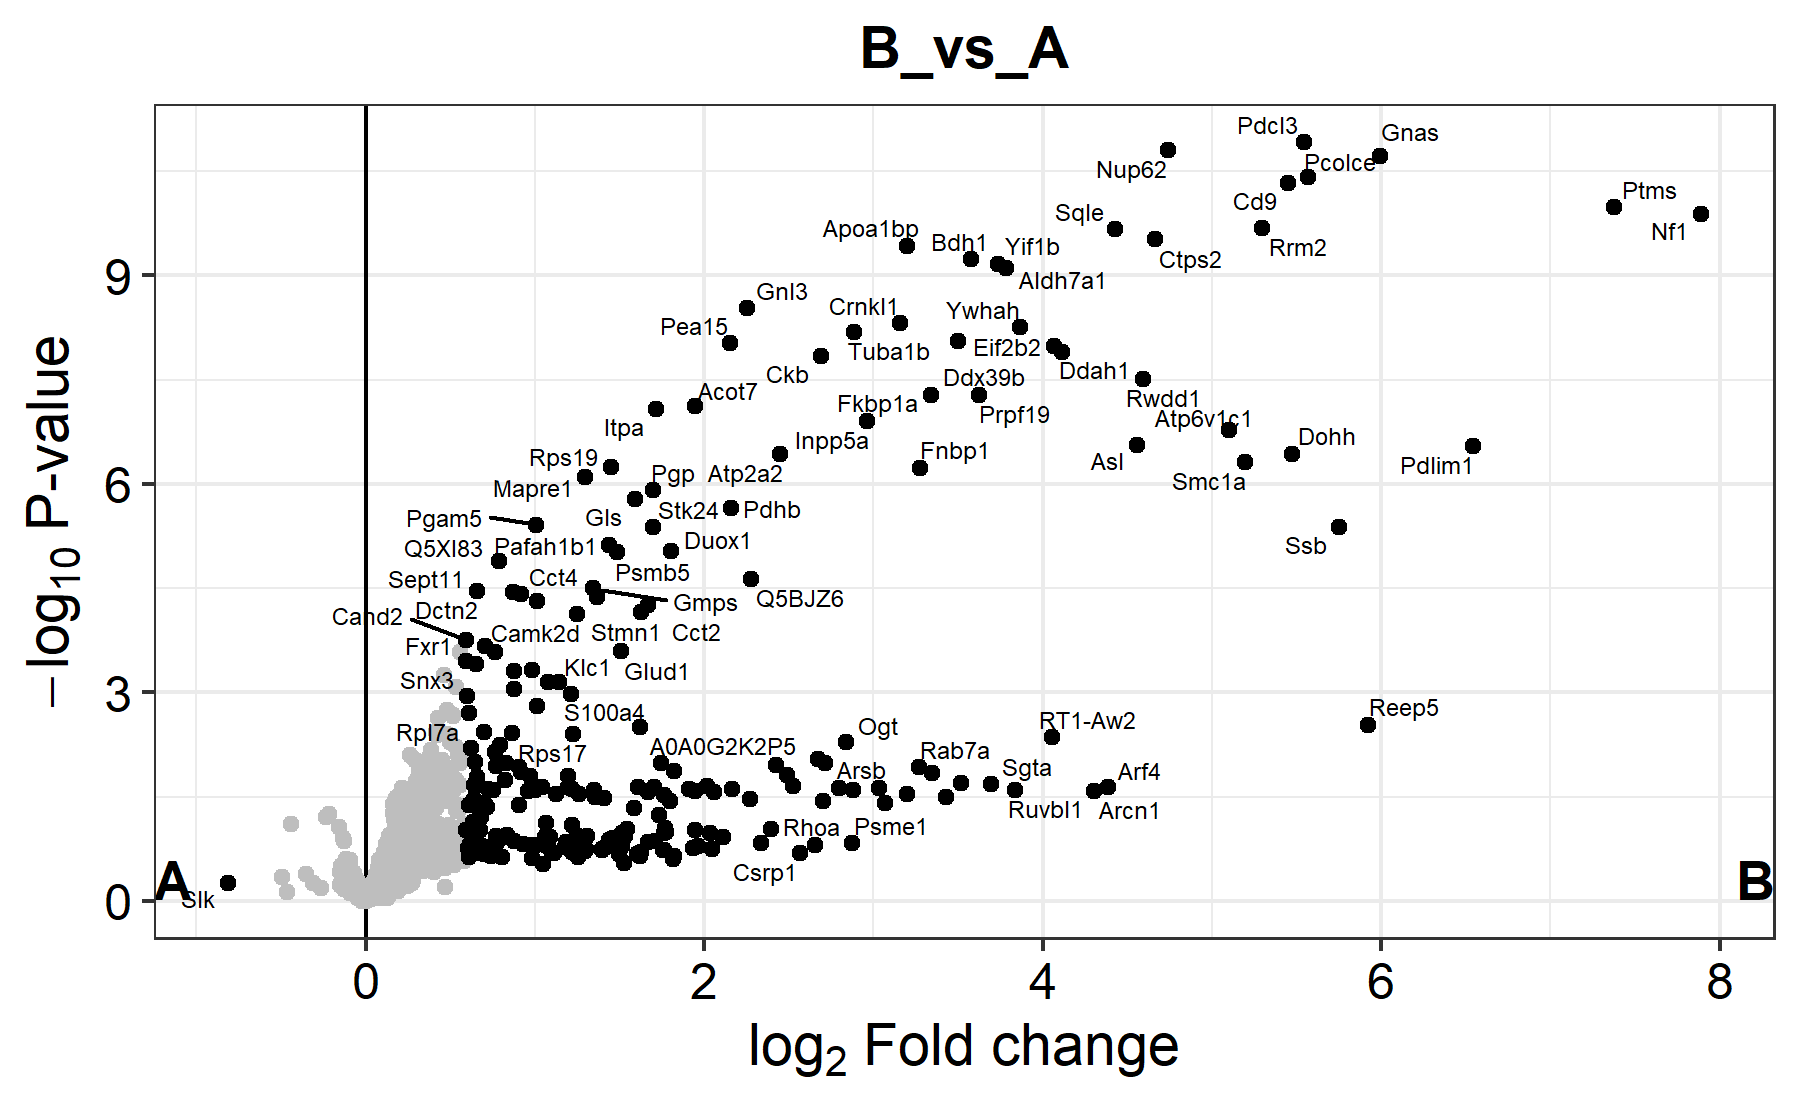 B_vs_A
Pdcl3
Gnas
Nup62
Pcolce
Cd9
Ptms
Nf1
Sqle
Apoa1bp
Bdh1
Yif1b
Rrm2
Ctps2
Aldh7a1
Gnl3
Crnkl1
Ywhah
Pea15
Tuba1b
Eif2b2
Ckb
Ddah1
Ddx39b
Acot7
Rwdd1
Fkbp1a
Prpf19
Atp6v1c1
Itpa
Inpp5a
Dohh
Fnbp1
Rps19
Asl
Pdlim1
Pgp
Atp2a2
Smc1a
Mapre1
Pgam5
Gls
Stk24
Pdhb
Q5XI83
Pafah1b1
Duox1
Ssb
Sept11
Cct4
Psmb5
Q5BJZ6
Gmps
Cand2
Dctn2
Camk2d
Stmn1
Cct2
Fxr1
Klc1
Glud1
Snx3
S100a4
Reep5
RT1-Aw2
Ogt
Rpl7a
Rps17
A0A0G2K2P5
Rab7a
Arsb
Sgta
Arf4
Ruvbl1
Arcn1
Rhoa
Psme1
Csrp1
Slk
A
B
9
6
3
0
0 2 4 6 8
−log10 P-value
log2 Fold change